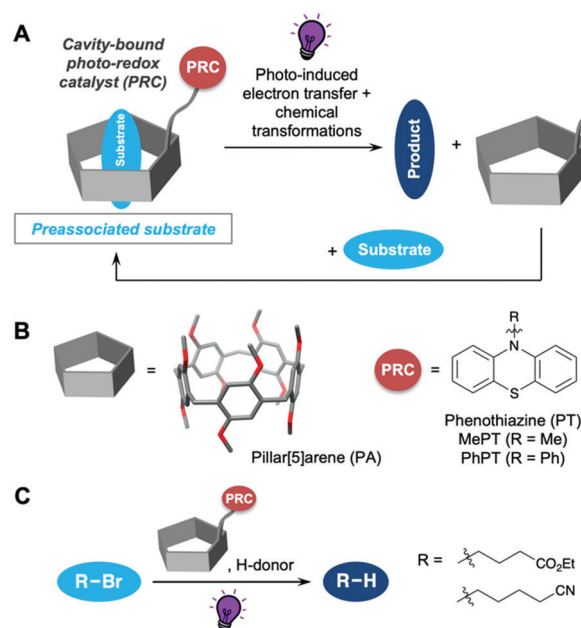 A
Cavity-bound
photo-redox
catalyst (PRC)
PRC
Substrate
Photo-induced
electron transfer +
chemical
transformations
Product
+
Preassociated substrate
+ Substrate
B
=
Pillar[5]arene (PA)
PRC
=
R
N
S
Phenothiazine (PT)
MePT (R = Me)
PhPT (R = Ph)
C
PRC
R–Br
, H-donor
R–H
R =
CO2Et
CN